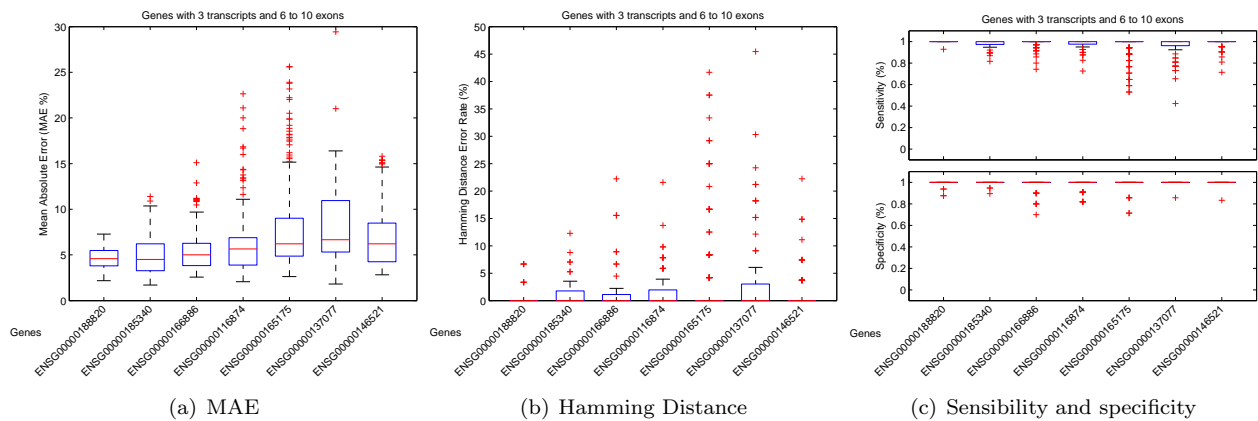 Genes with 3 transcripts and 6 to 10 exons
Mean Absolute Error (MAE %)
30
25
20
15
10
5
0
Genes
ENSG00000188820
ENSG00000185340
ENSG00000166886
ENSG00000116874
ENSG00000165175
ENSG00000137077
ENSG00000146521
(a) MAE
Genes with 3 transcripts and 6 to 10 exons
Hamming Distance Error Rate (%)
50
45
40
35
30
25
20
15
10
5
0
Genes
ENSG00000188820
ENSG00000185340
ENSG00000166886
ENSG00000116874
ENSG00000165175
ENSG00000137077
ENSG00000146521
(b) Hamming Distance
Genes with 3 transcripts and 6 to 10 exons
Sensitivity (%)
1
0.8
0.6
0.4
0.2
0
Specificity (%)
1
0.8
0.6
0.4
0.2
0
Genes
ENSG00000188820
ENSG00000185340
ENSG00000166886
ENSG00000116874
ENSG00000165175
ENSG00000137077
ENSG00000146521
(c) Sensibility and specificity